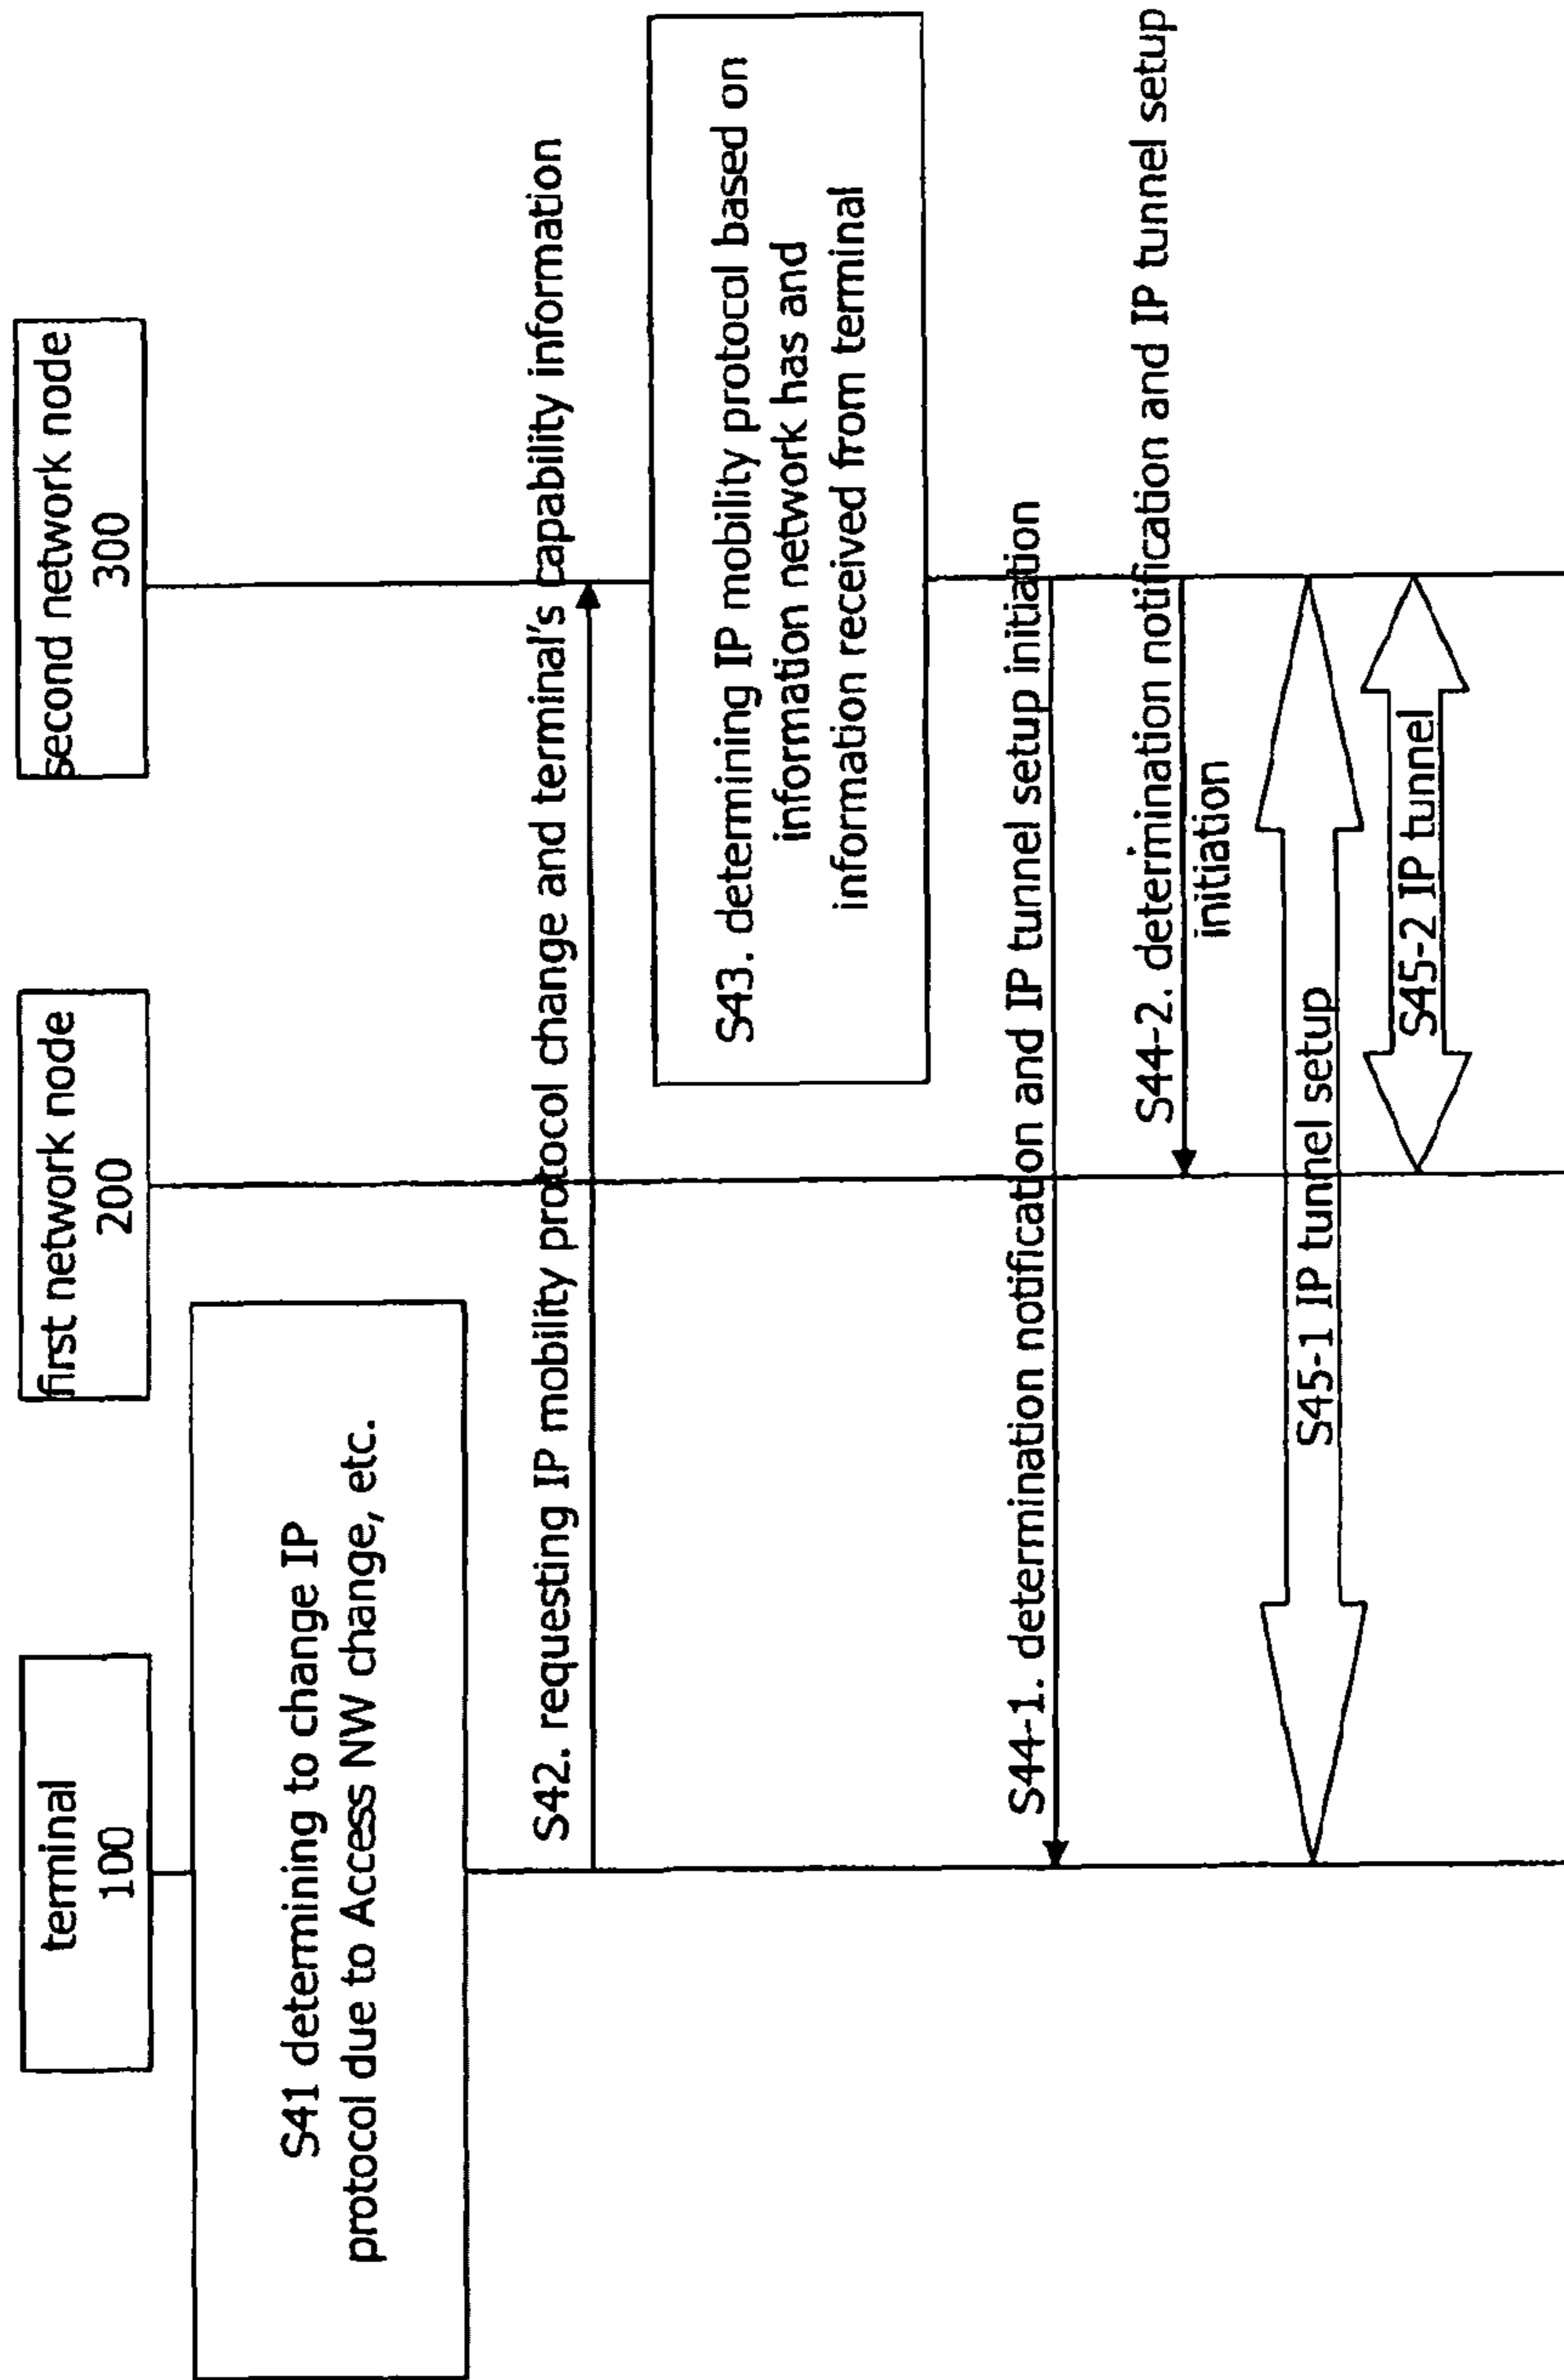 terminal
100
first network node
200
second network node
300
S41 determining to change IP
protocol due to Access NW change, etc.
S42. requesting IP mobility protocol change and terminal's capability information
S43. determining IP mobility protocol based on
information network has and
information received from terminal
S44-1. determination notification and IP tunnel setup initiation
S44-2. determination notification and IP tunnel setup
initiation
S45-1 IP tunnel setup
S45-2 IP tunnel